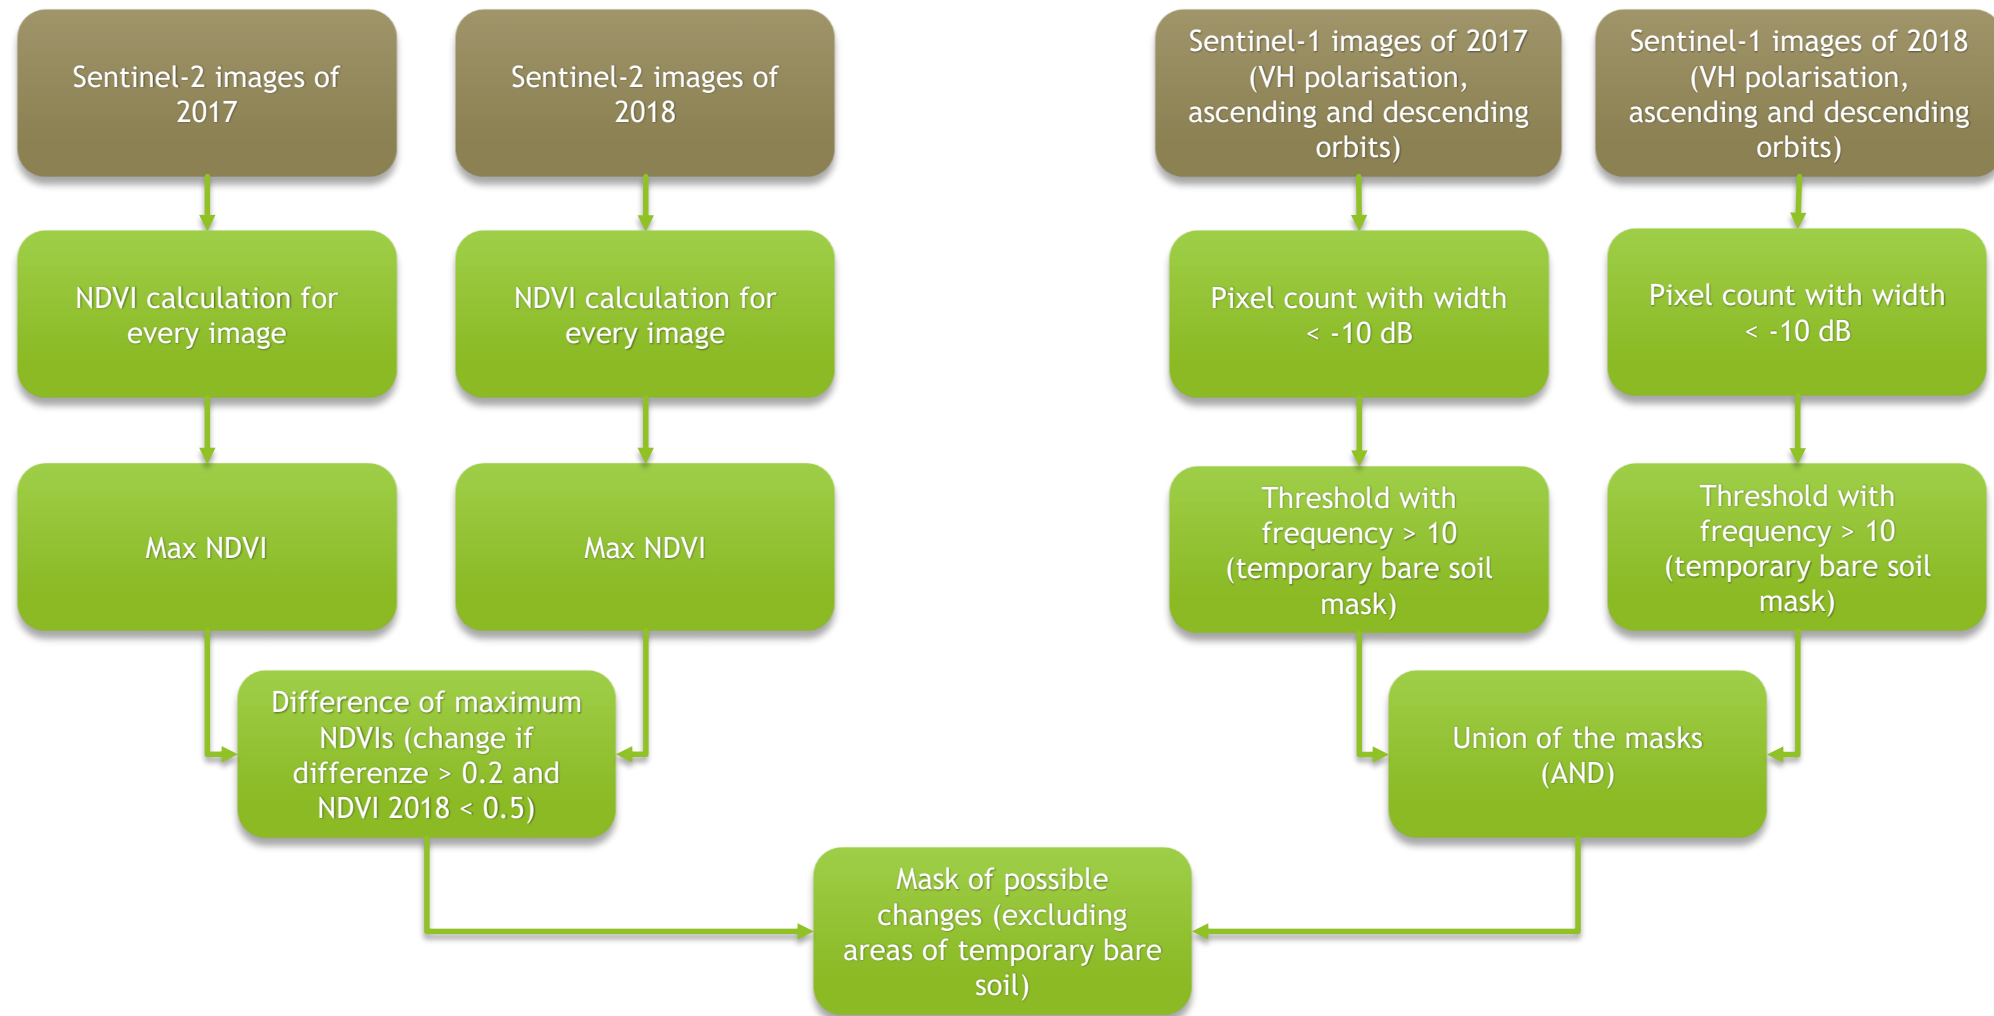 Sentinel-2 images of
2017
Sentinel-2 images of
2018
Sentinel-1 images of 2017
(VH polarisation,
ascending and descending
orbits)
Sentinel-1 images of 2018
(VH polarisation,
ascending and descending
orbits)
NDVI calculation for
every image
NDVI calculation for
every image
Pixel count with width
< -10 dB
Pixel count with width
< -10 dB
Max NDVI
Max NDVI
Threshold with
frequency > 10
(temporary bare soil
mask)
Threshold with
frequency > 10
(temporary bare soil
mask)
Difference of maximum
NDVIs (change if
differenze > 0.2 and
NDVI 2018 < 0.5)
Union of the masks
(AND)
Mask of possible
changes (excluding
areas of temporary bare
soil)